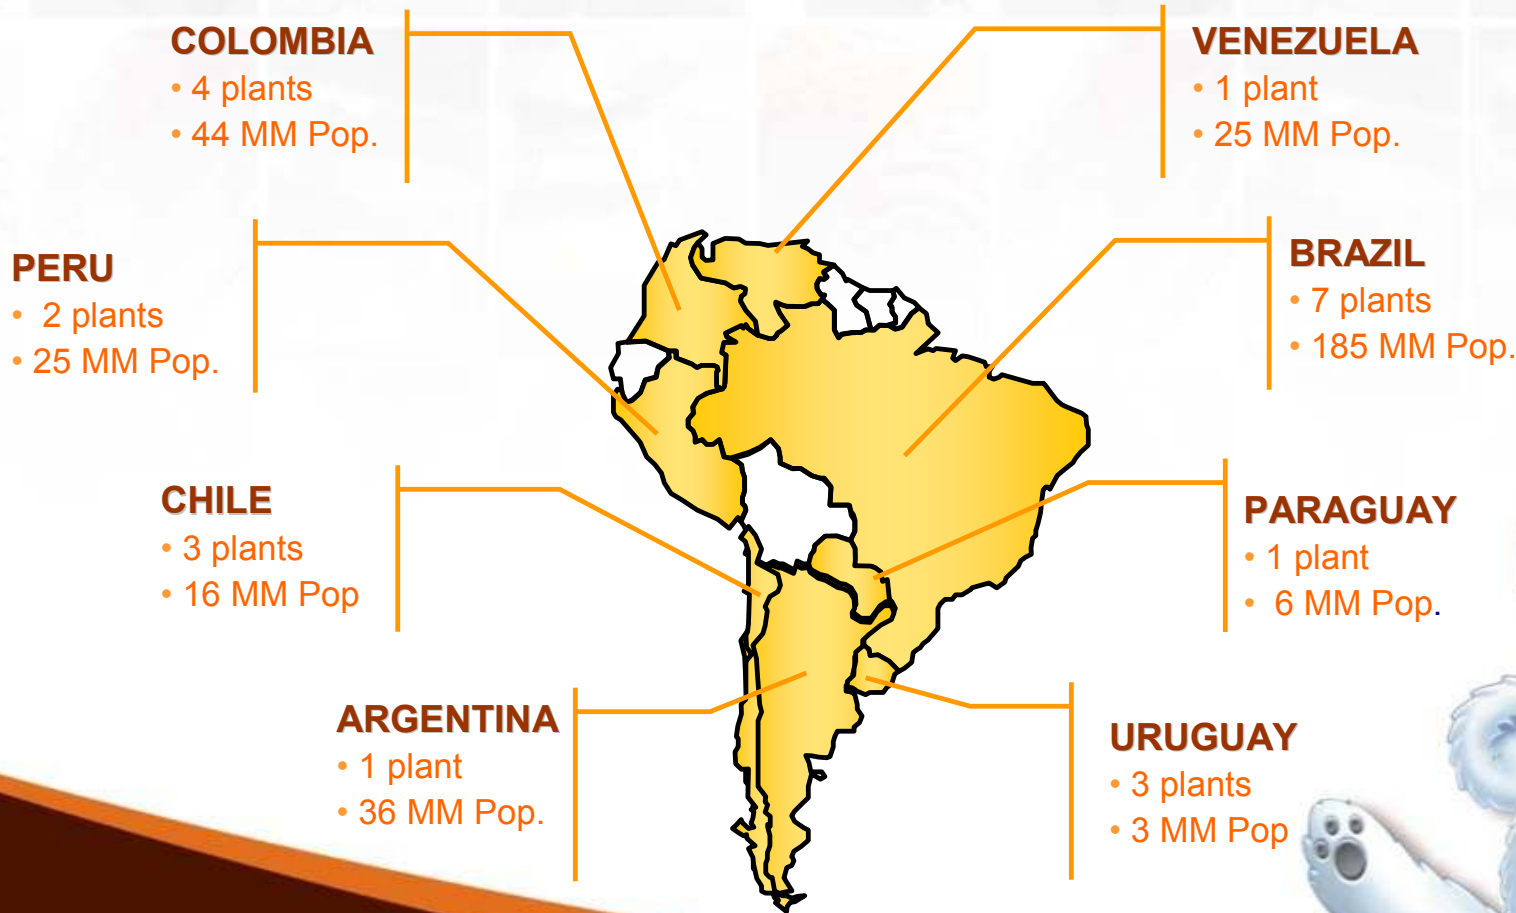 COLOMBIA
• 4 plants
• 44 MM Pop.
VENEZUELA
• 1 plant
• 25 MM Pop.
PERU
• 2 plants
• 25 MM Pop.
BRAZIL
• 7 plants
• 185 MM Pop.
CHILE
• 3 plants
• 16 MM Pop
PARAGUAY
• 1 plant
• 6 MM Pop.
ARGENTINA
• 1 plant
• 36 MM Pop.
URUGUAY
• 3 plants
• 3 MM Pop